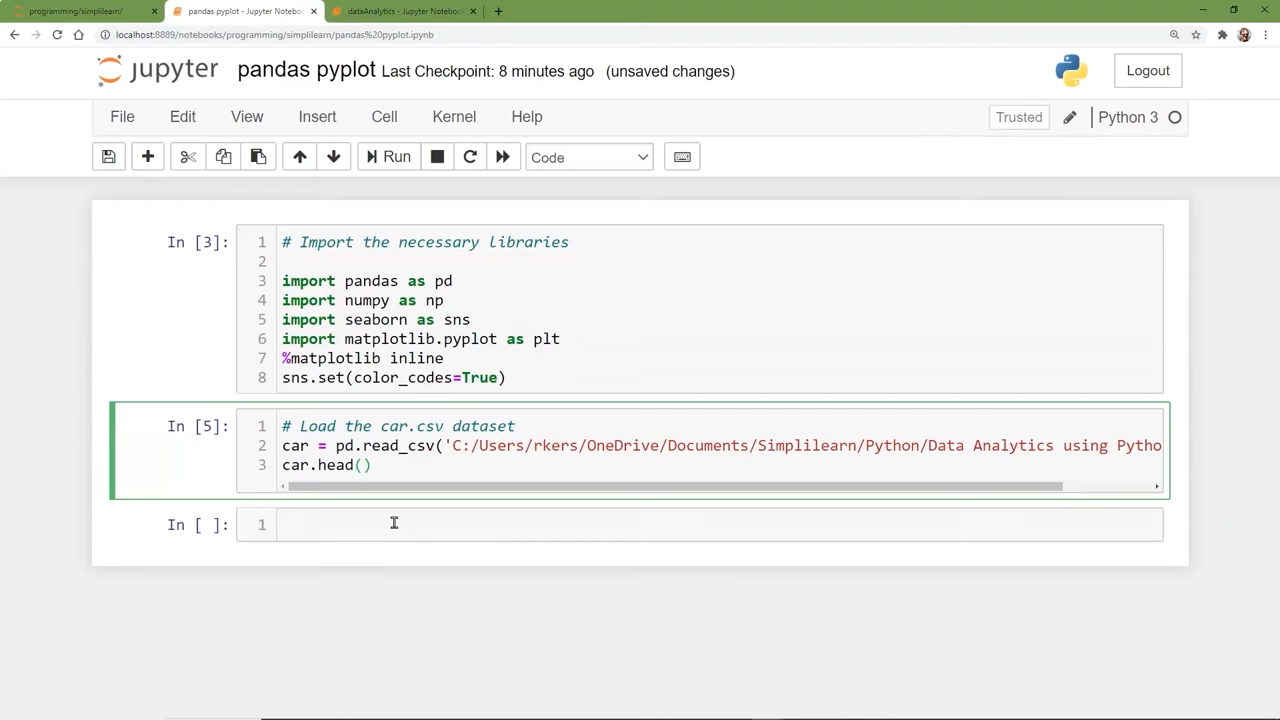 programming/simplilearn/
pandas pyplot - Jupyter Noteboo
dataAnalytics - Jupyter Notebook
localhost:8889/notebooks/programming/simplilearn/pandas%20pyplot.ipynb
jupyter pandas pyplot Last Checkpoint: 8 minutes ago (unsaved changes)
Logout
File Edit View Insert Cell Kernel Help
Trusted Python 3
Run Code
In [3]:
1 # Import the necessary libraries
2
3 import pandas as pd
4 import numpy as np
5 import seaborn as sns
6 import matplotlib.pyplot as plt
7 %matplotlib inline
8 sns.set(color_codes=True)
In [5]:
1 # Load the car.csv dataset
2 car = pd.read_csv('C:/Users/rkers/OneDrive/Documents/Simplilearn/Python/Data Analytics using Pytho
3 car.head()
In [ ]: 1